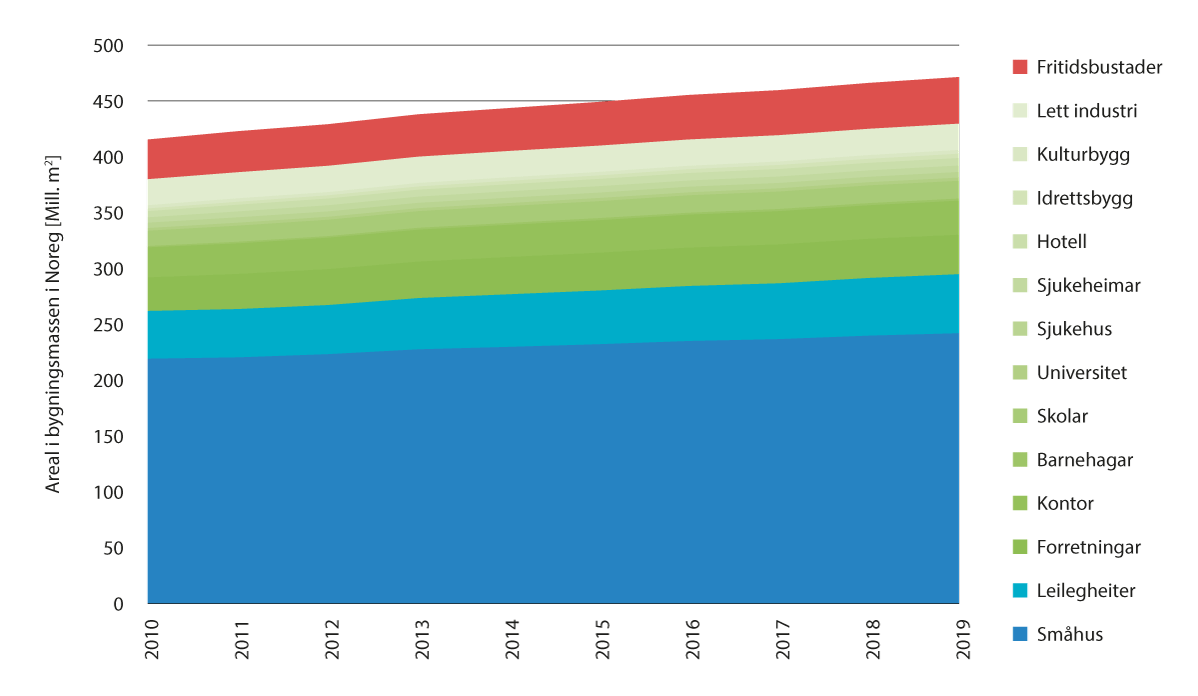 Areal i bygningsmassen i Noreg [Mill. m²]
500
450
400
350
300
250
200
150
100
50
0
2010
2011
2012
2013
2014
2015
2016
2017
2018
2019
Fritidsbustader
Lett industri
Kulturbygg
Idrettsbygg
Hotell
Sjukeheimar
Sjukehus
Universitet
Skolar
Barnehagar
Kontor
Forretningar
Leilegheiter
Småhus